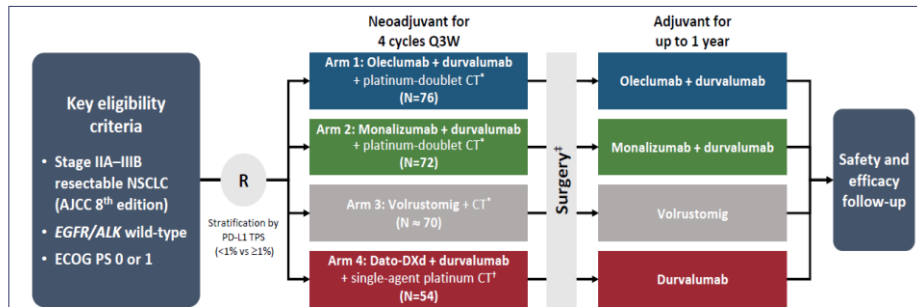 Neoadjuvant for
4 cycles Q3W
Adjuvant for
up to 1 year
Key eligibility
criteria
• Stage IIA–IIIB
resectable NSCLC
(AJCC 8th edition)
• EGFR/ALK wild-type
• ECOG PS 0 or 1
R
Stratification by
PD-L1 TPS
(<1% vs ≥1%)
Arm 1: Oleclumab + durvalumab
+ platinum-doublet CT*
(N=76)
Arm 2: Monalizumab + durvalumab
+ platinum-doublet CT*
(N=72)
Arm 3: Volrustomig + CT*
(N ≈ 70)
Arm 4: Dato-DXd + durvalumab
+ single-agent platinum CT†
(N=54)
Surgery‡
Oleclumab + durvalumab
Monalizumab + durvalumab
Volrustomig
Durvalumab
Safety and
efficacy
follow-up